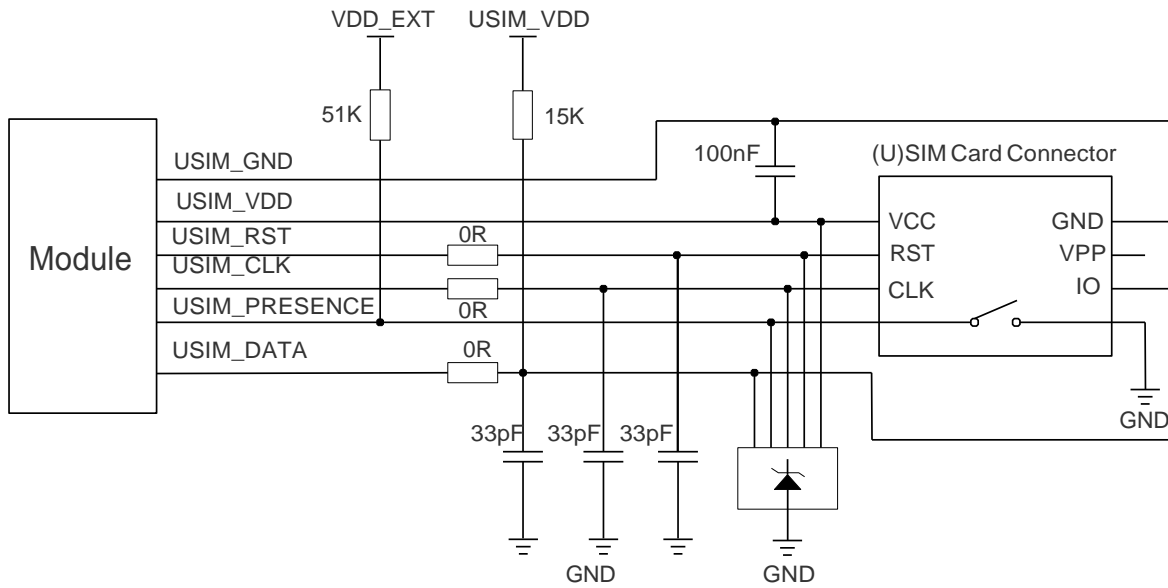 VDD_EXT
USIM_VDD
51K
15K
100nF
(U)SIM Card Connector
USIM_GND
USIM_VDD
USIM_RST
USIM_CLK
USIM_PRESENCE
USIM_DATA
Module
0R
0R
0R
VCC
RST
CLK
GND
VPP
IO
GND
33pF
33pF
33pF
GND
GND